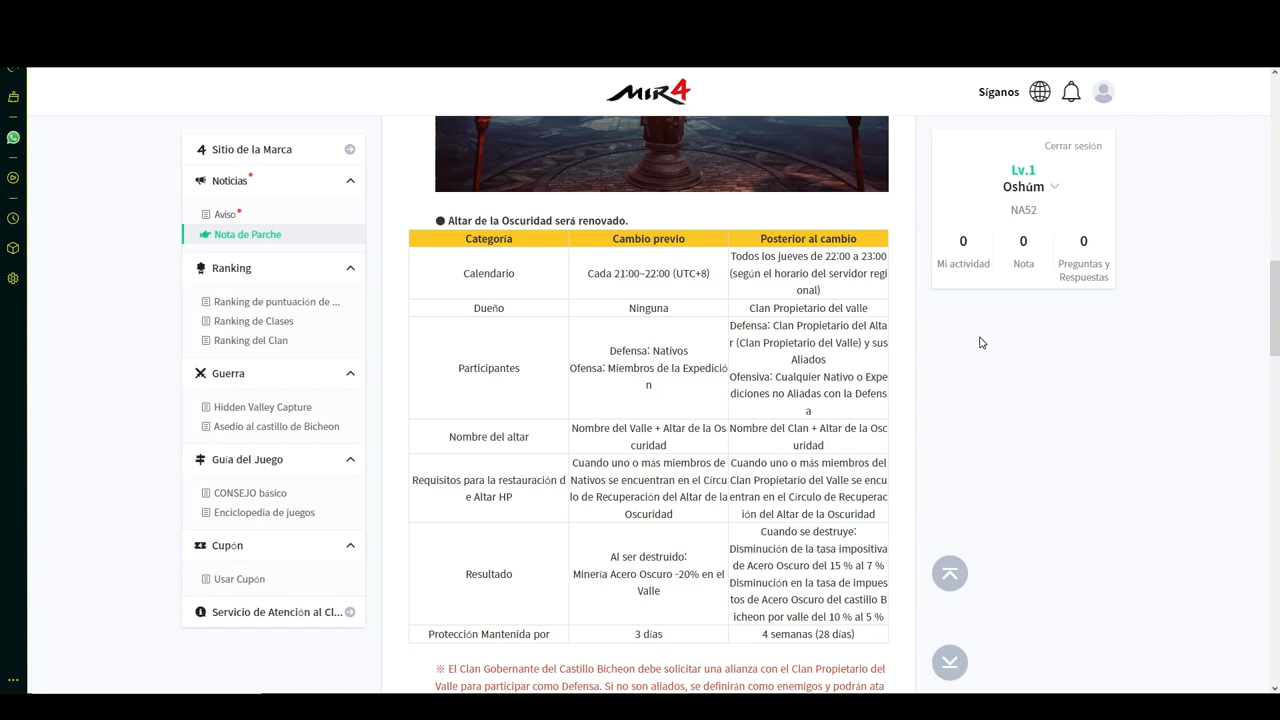 MIR4
Síganos
4 Sitio de la Marca
Noticias
Aviso
Nota de Parche
Ranking
Ranking de puntuación de ...
Ranking de Clases
Ranking del Clan
Guerra
Hidden Valley Capture
Asedio al castillo de Bicheon
Guía del Juego
CONSEJO básico
Enciclopedia de juegos
Cupón
Usar Cupón
Servicio de Atención al Cl...
● Altar de la Oscuridad será renovado.
Categoría Cambio previo Posterior al cambio
Calendario
Cada 21:00~22:00 (UTC+8)
Todos los jueves de 22:00 a 23:00
(según el horario del servidor regi
onal)
Dueño Ninguna Clan Propietario del valle
Participantes
Defensa: Nativos
Ofensa: Miembros de la Expedició
n
Defensa: Clan Propietario del Alta
r (Clan Propietario del Valle) y sus
Aliados
Ofensiva: Cualquier Nativo o Expe
diciones no Aliadas con la Defens
a
Nombre del altar
Nombre del Valle + Altar de la Os
curidad
Nombre del Clan + Altar de la Osc
uridad
Requisitos para la restauración d
e Altar HP
Cuando uno o más miembros de
Nativos se encuentran en el Círcu
lo de Recuperación del Altar de la
Oscuridad
Cuando uno o más miembros del
Clan Propietario del Valle se encu
entran en el Círculo de Recuperac
ión del Altar de la Oscuridad
Resultado
Al ser destruido:
Minería Acero Oscuro -20% en el
Valle
Cuando se destruye:
Disminución de la tasa impositiva
de Acero Oscuro del 15 % al 7 %
Disminución en la tasa de impues
tos de Acero Oscuro del castillo B
icheon por valle del 10 % al 5 %
Protección Mantenida por 3 días 4 semanas (28 días)
※ El Clan Gobernante del Castillo Bicheon debe solicitar una alianza con el Clan Propietario del
Valle para participar como Defensa. Si no son aliados, se definirán como enemigos y podrán ata
Cerrar sesión
Lv.1
Oshúm
NA52
0 0 0
Mi actividad Nota Preguntas y
Respuestas